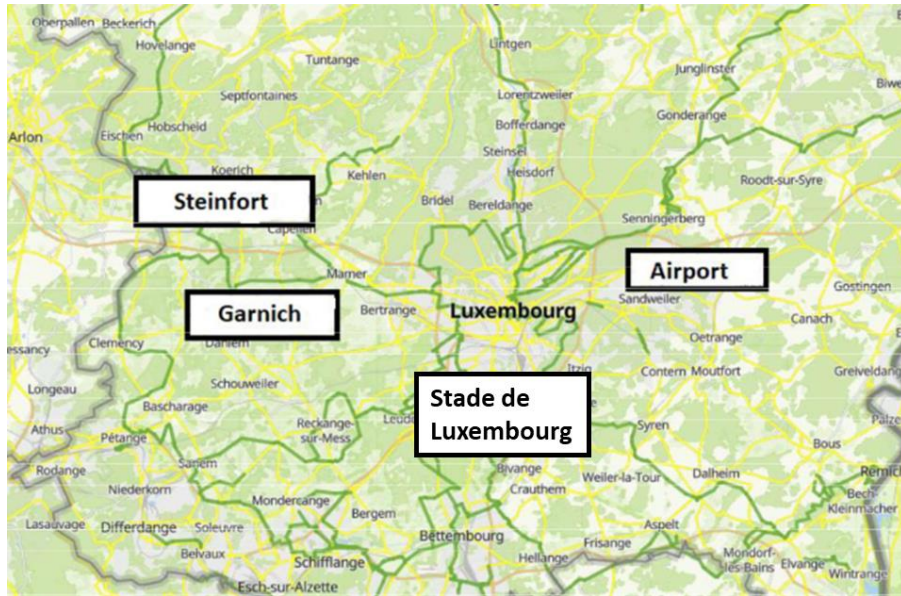 Oberpallen Beckerich
Hovelange
Lintgen
Tuntange
Junglinster
Septfontaines
Lorentzweiler
Gonderange
Arlon
Eischen
Hobscheid
Bofferdange
Steinsel
Koerich
Kehlen
Heisdorf
Roodt-sur-Syre
Steinfort
Bridel
Bereldange
Senningerberg
Capellen
Mamer
Airport
Gostingen
Garnich
Bertrange
Luxembourg
Sandweiler
Canach
Clemency
Oetrange
Itzig
Contern Moutfort
Longeau
Schouweiler
Stade de
Luxembourg
Bascharage
Reckange-
sur-Mess
Athus
Pétange
Syren
Bous
Sanem
Rodange
Bivange
Weiler-la-Tour
Dalheim
Remich
Niederkorn
Mondercange
Crauthem
Bech-
Kleinmacher
Lasauvage
Differdange
Soleuvre
Bergem
Bettembourg
Aspelt
Frisange
Belvaux
Schifflange
Hellange
Mondorf-
les-Bains
Elvange
Wintrange
Esch-sur-Alzette